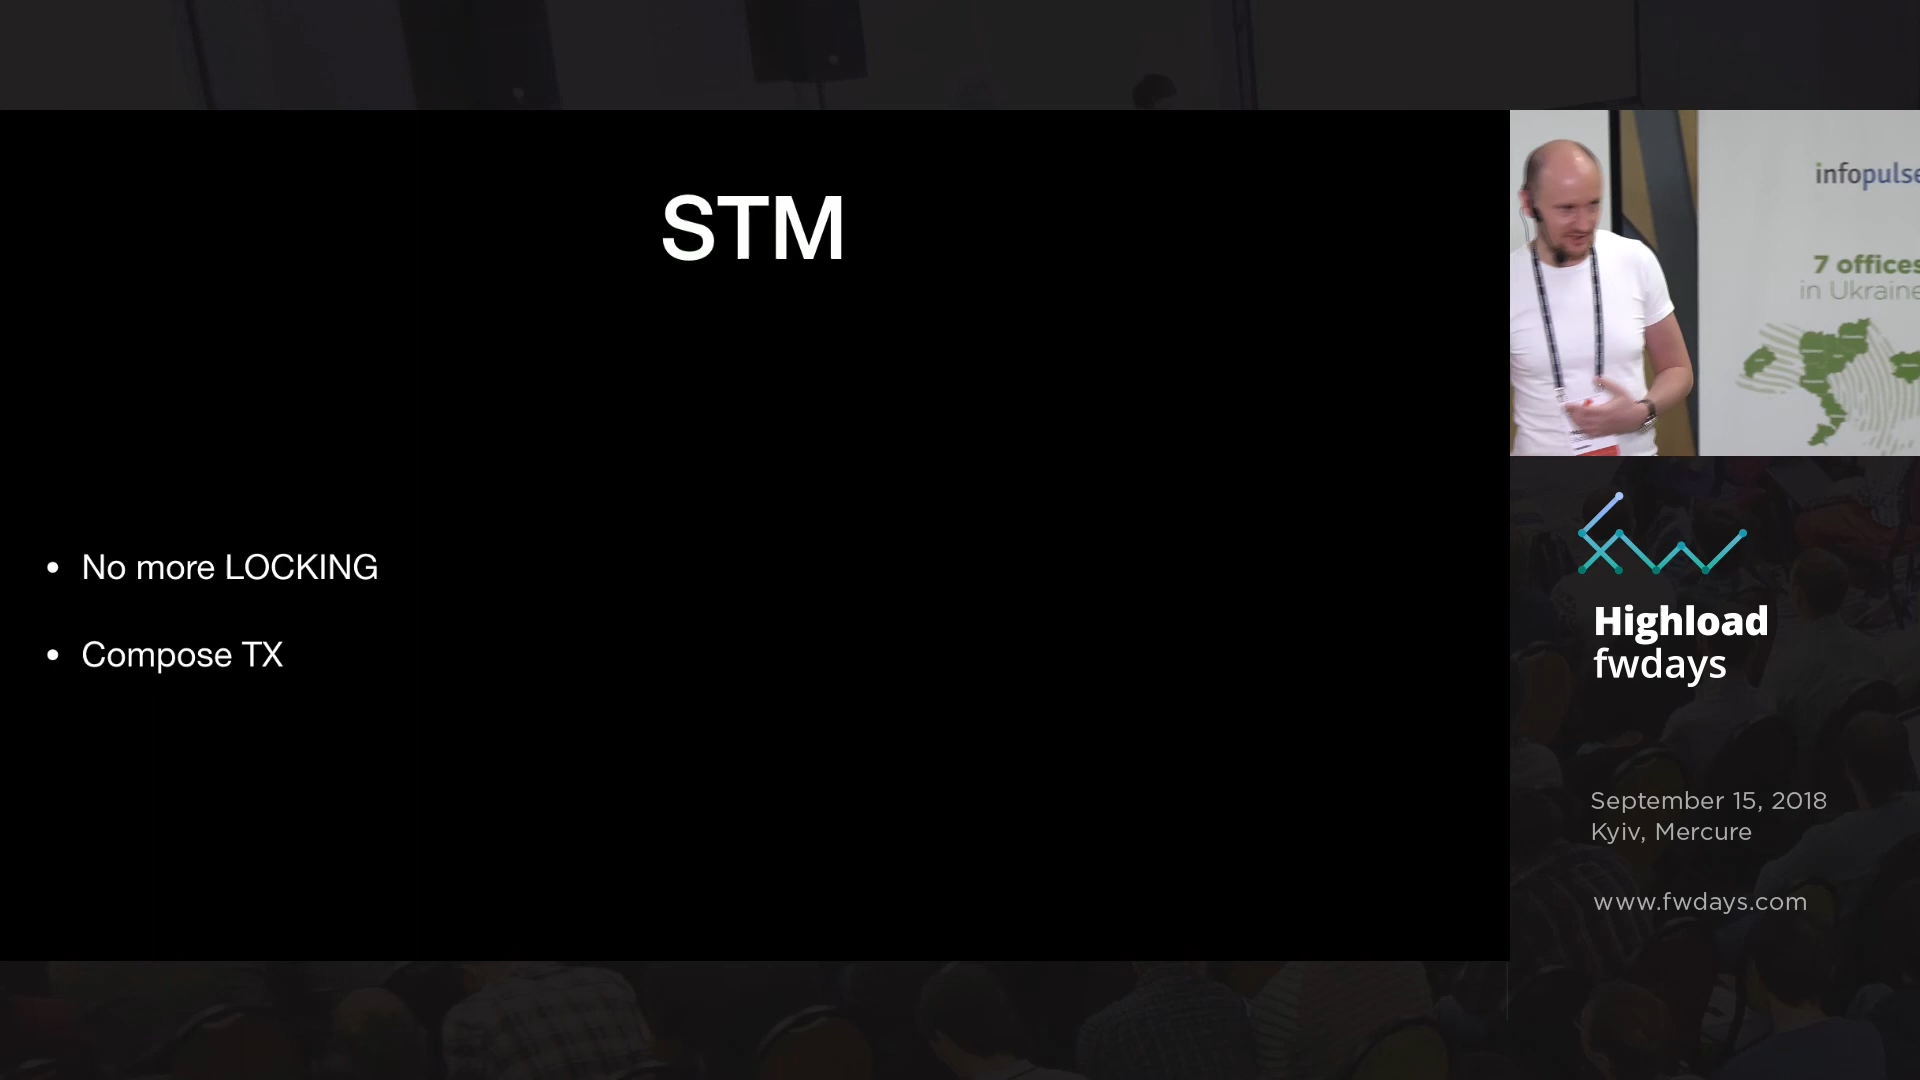 STM
• No more LOCKING
• Compose TX
infopulse
7 offices
in Ukraine
Highload
fwdays
September 15, 2018
Kyiv, Mercure
www.fwdays.com